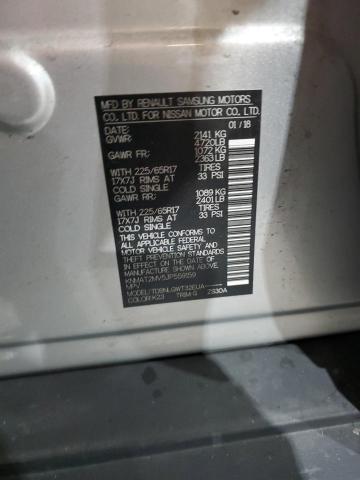 MFD BY RENAULT SAMSUNG MOTORS
CO., LTD. FOR NISSAN MOTOR CO. LTD.
DATE: 01/18
GVWR: 2141 KG
4720LB
GAWR FR: 1072 KG
2363LB
WITH 225/65R17 TIRES
17X7J RIMS AT 33 PSI
COLD SINGLE
GAWR RR: 1089 KG
2401LB
WITH 225/65R17 TIRES
17X7J RIMS AT 33 PSI
COLD SINGLE
THIS VEHICLE CONFORMS TO ALL
APPLICABLE FEDERAL MOTOR VEHICLE SAFETY
AND THEFT PREVENTION STANDARDS
IN EFFECT ON THE DATE OF
MANUFACTURE SHOWN ABOVE.
MPV
COLOR: K23 TRIM: G